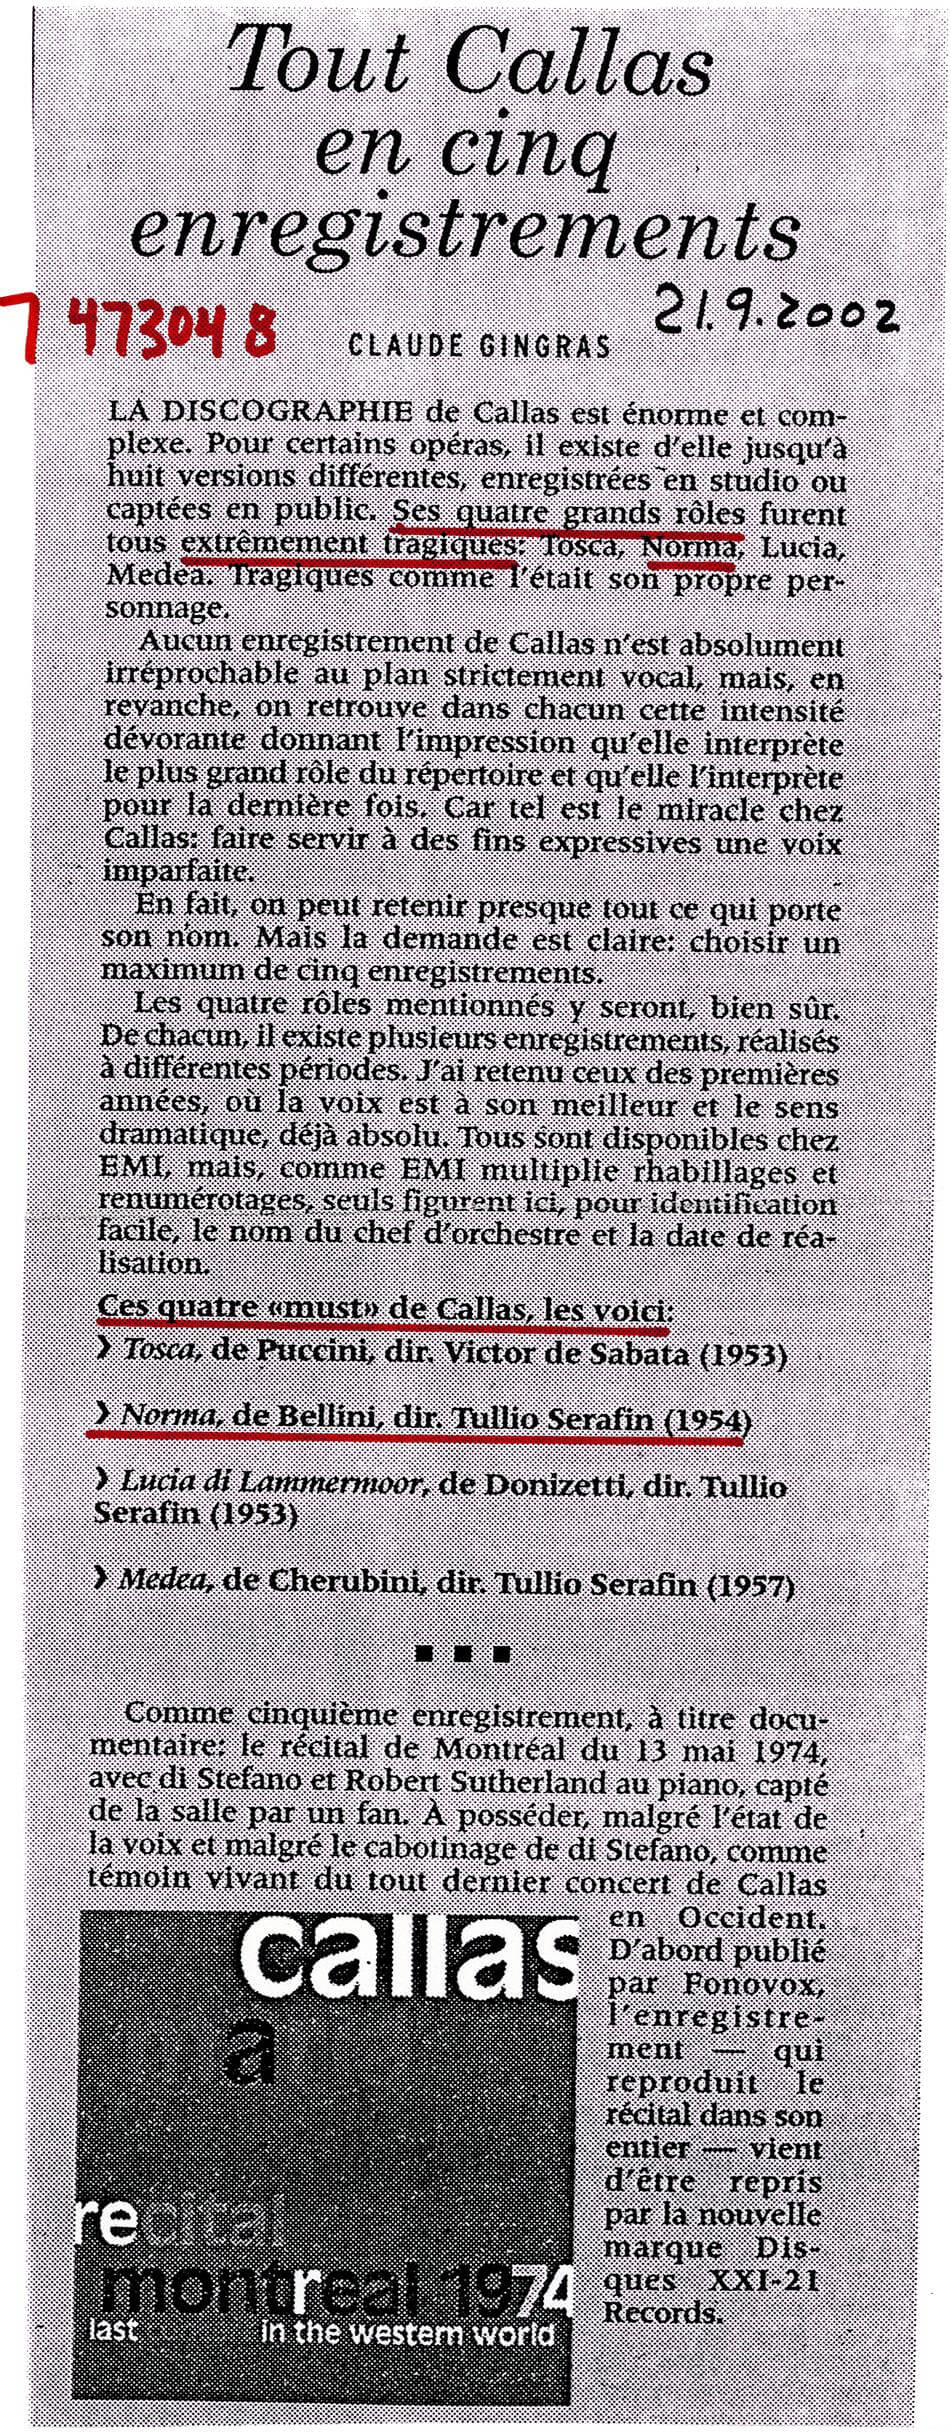 Tout Callas
en cinq
enregistrements
7 473048
21.9.2002
CLAUDE GINGRAS
LA DISCOGRAPHIE de Callas est énorme et com-
plexe. Pour certains opéras, il existe d'elle jusqu'à
huit versions différentes, enregistrées en studio ou
captées en public. Ses quatre grands rôles furent
tous extrêmement tragiques: Tosca, Norma, Lucia,
Medea. Tragiques comme l'était son propre per-
sonnage.
Aucun enregistrement de Callas n'est absolument
irréprochable au plan strictement vocal, mais, en
revanche, on retrouve dans chacun cette intensité
dévorante donnant l'impression qu'elle interprète
le plus grand rôle du répertoire et qu'elle l'interprète
pour la dernière fois. Car tel est le miracle chez
Callas: faire servir à des fins expressives une voix
imparfaite.
En fait, on peut retenir presque tout ce qui porte
son nom. Mais la demande est claire: choisir un
maximum de cinq enregistrements.
Les quatre rôles mentionnés y seront, bien sûr.
De chacun, il existe plusieurs enregistrements, réalisés
à différentes périodes. J'ai retenu ceux des premières
années, où la voix est à son meilleur et le sens
dramatique, déjà absolu. Tous sont disponibles chez
EMI, mais, comme EMI multiplie rhabillages et
renumérotages, seuls figurent ici, pour identification
facile, le nom du chef d'orchestre et la date de réa-
lisation.
Ces quatre «must» de Callas, les voici:
❯ Tosca, de Puccini, dir. Victor de Sabata (1953)
❯ Norma, de Bellini, dir. Tullio Serafin (1954)
❯ Lucia di Lammermoor, de Donizetti, dir. Tullio
Serafin (1953)
❯ Medea, de Cherubini, dir. Tullio Serafin (1957)
■ ■ ■
Comme cinquième enregistrement, à titre docu-
mentaire: le récital de Montréal du 13 mai 1974,
avec di Stefano et Robert Sutherland au piano, capté
de la salle par un fan. À posséder, malgré l'état de
la voix et malgré le cabotinage de di Stefano, comme
témoin vivant du tout dernier concert de Callas
en Occident.
D'abord publié
par Fonovox,
l'enregistre-
ment — qui
reproduit le
récital dans son
entier — vient
d'être repris
par la nouvelle
marque Dis-
ques XXI-21
Records.
callas
a
recital
montreal 1974
last in the western world